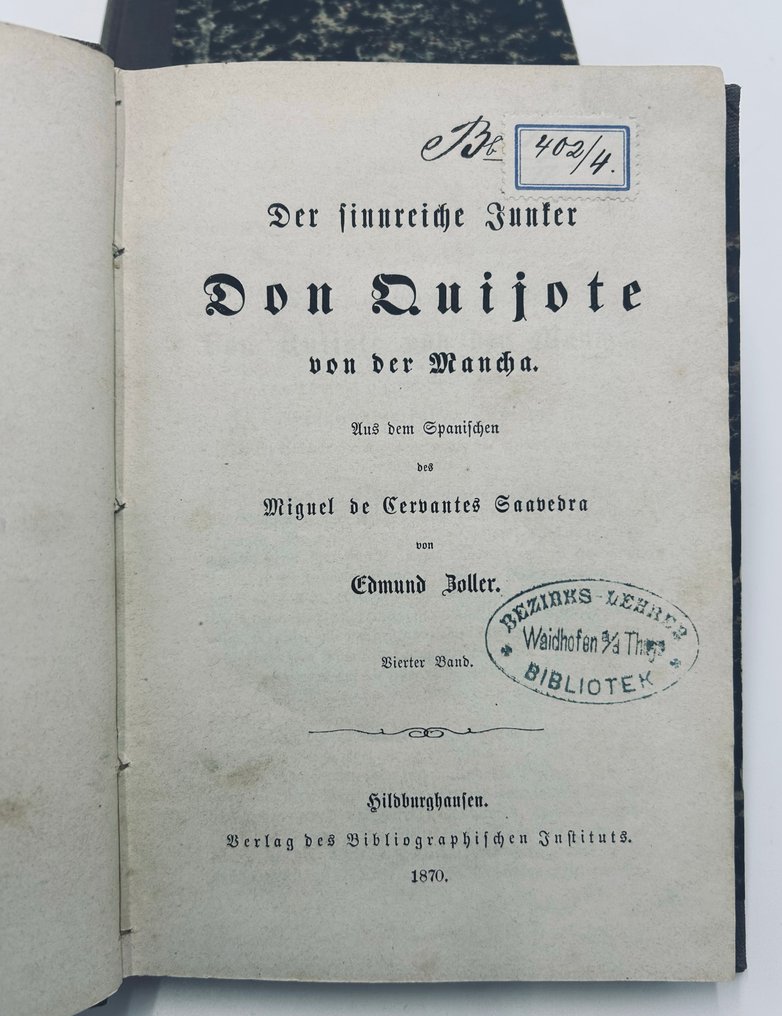 Bb 402/4.
Der sinnreiche Junker
Don Quijote
von der Mancha.
Aus dem Spanischen
des
Miguel de Cervantes Saavedra
von
Edmund Zoller.
BEZIRKS-LEHRER
Waidhofen a/d Thaya
BIBLIOTEK
Vierter Band.
Hildburghausen.
Verlag des Bibliographischen Instituts.
1870.